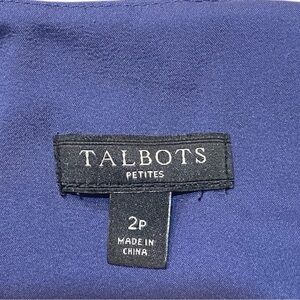 TALBOTS
PETITES
2P
MADE IN
CHINA